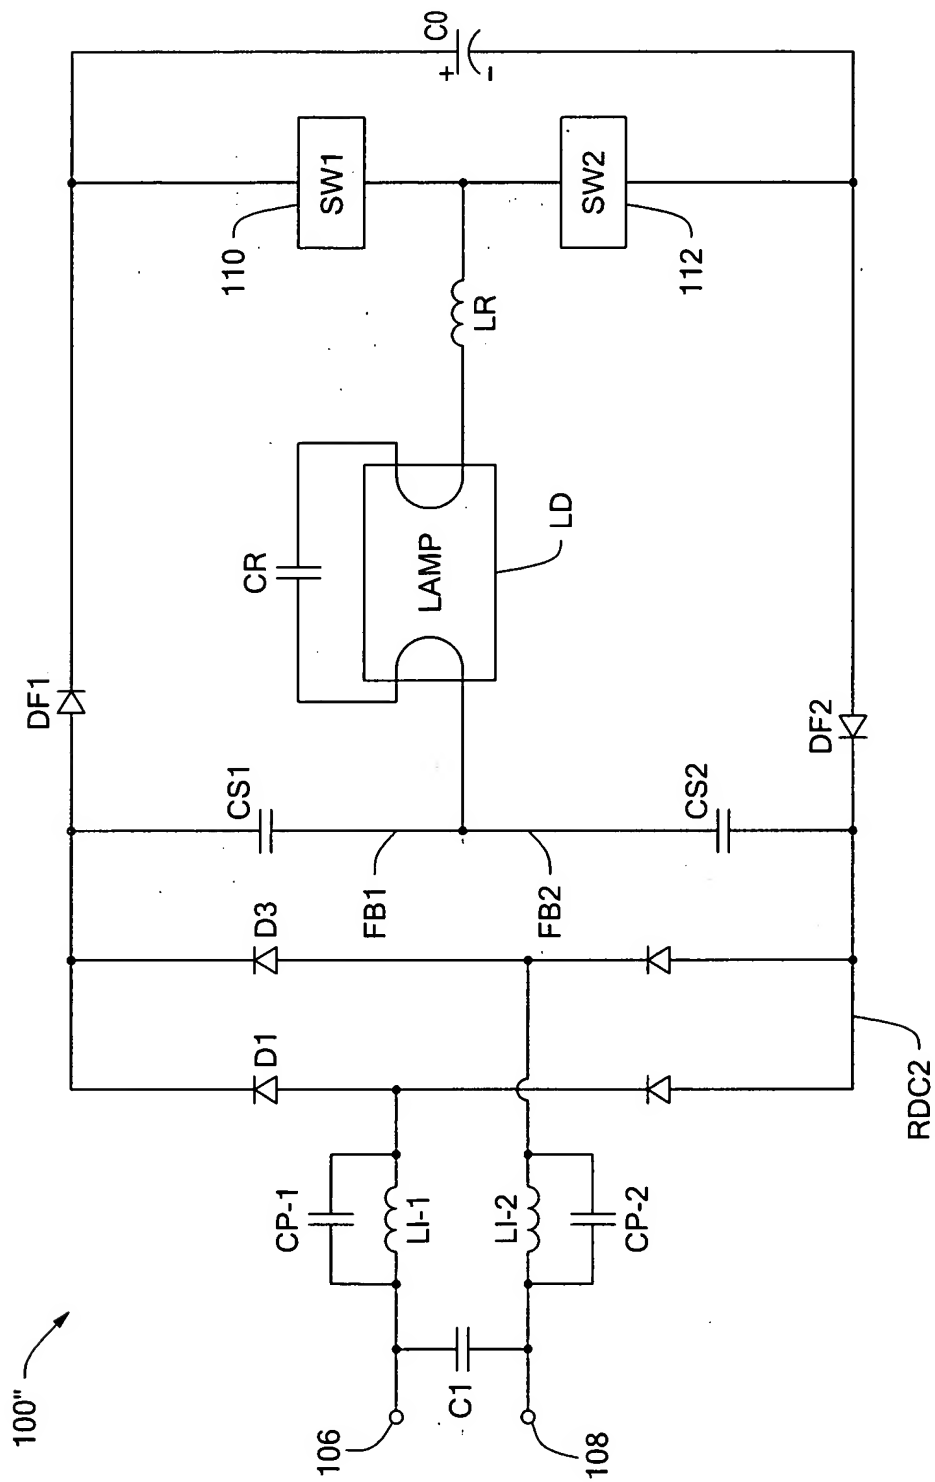 100"
C0
+
-
SW1
110
SW2
112
LR
LD
LAMP
CR
DF1
DF2
CS1
CS2
FB1
FB2
D3
D1
RDC2
CP-1
LI-1
LI-2
CP-2
C1
106
108